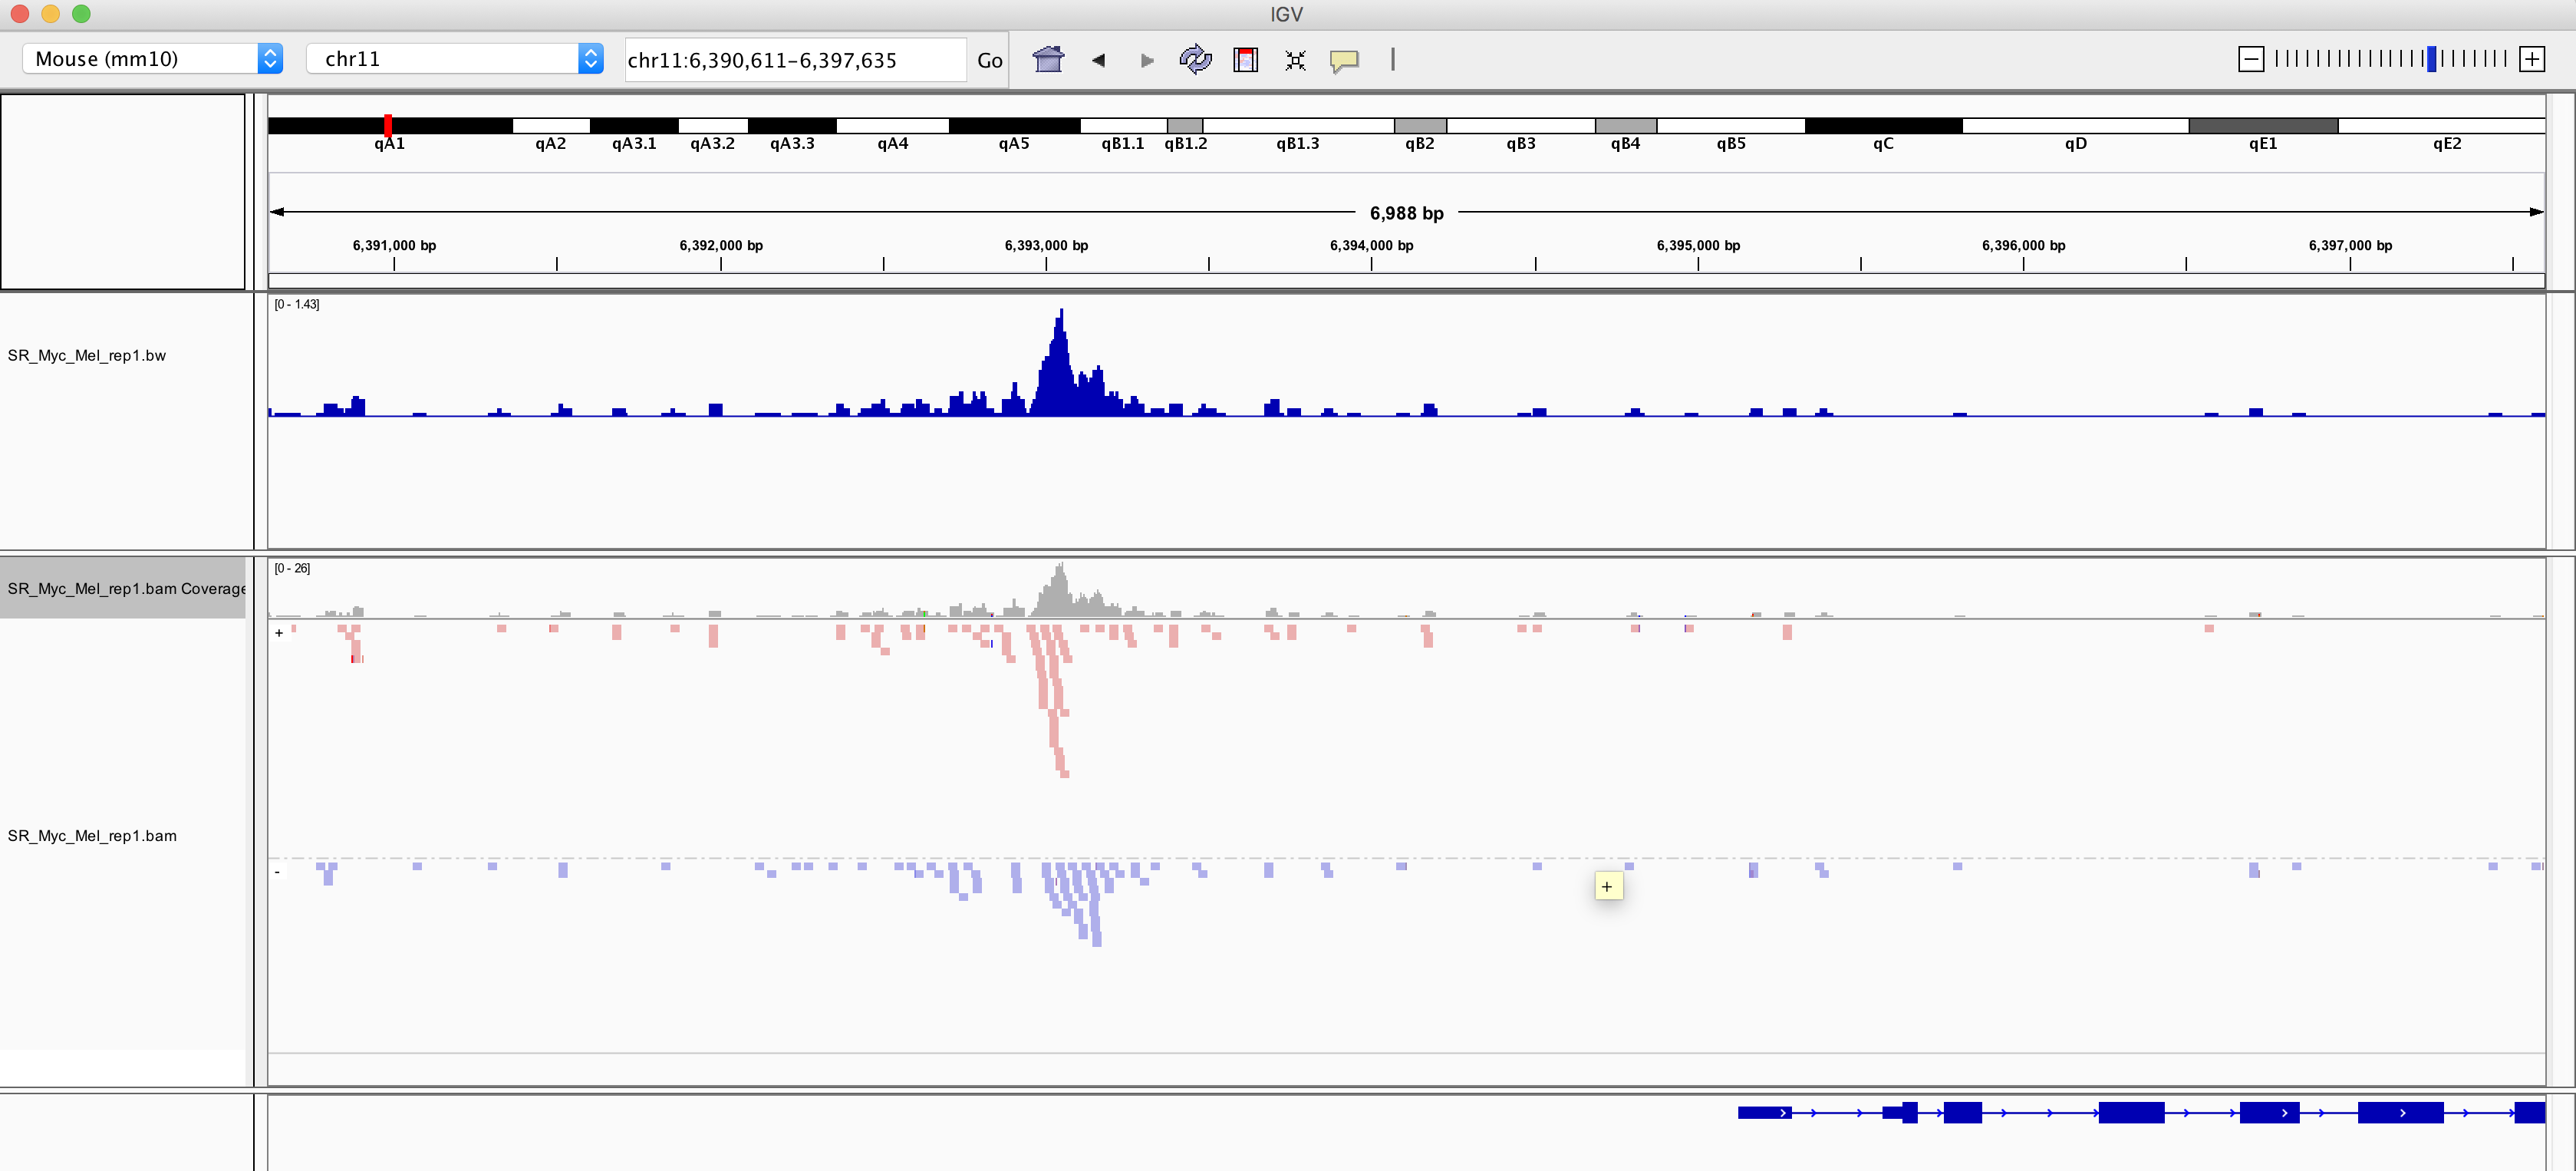 IGV
Mouse (mm10) chr11 chr11:6,390,611-6,397,635 Go
qA1 qA2 qA3.1 qA3.2 qA3.3 qA4 qA5 qB1.1 qB1.2 qB1.3 qB2 qB3 qB4 qB5 qC qD qE1 qE2
6,988 bp
6,391,000 bp 6,392,000 bp 6,393,000 bp 6,394,000 bp 6,395,000 bp 6,396,000 bp 6,397,000 bp
[0 - 1.43]
SR_Myc_Mel_rep1.bw
[0 - 26]
SR_Myc_Mel_rep1.bam Coverage
+
SR_Myc_Mel_rep1.bam
-
+